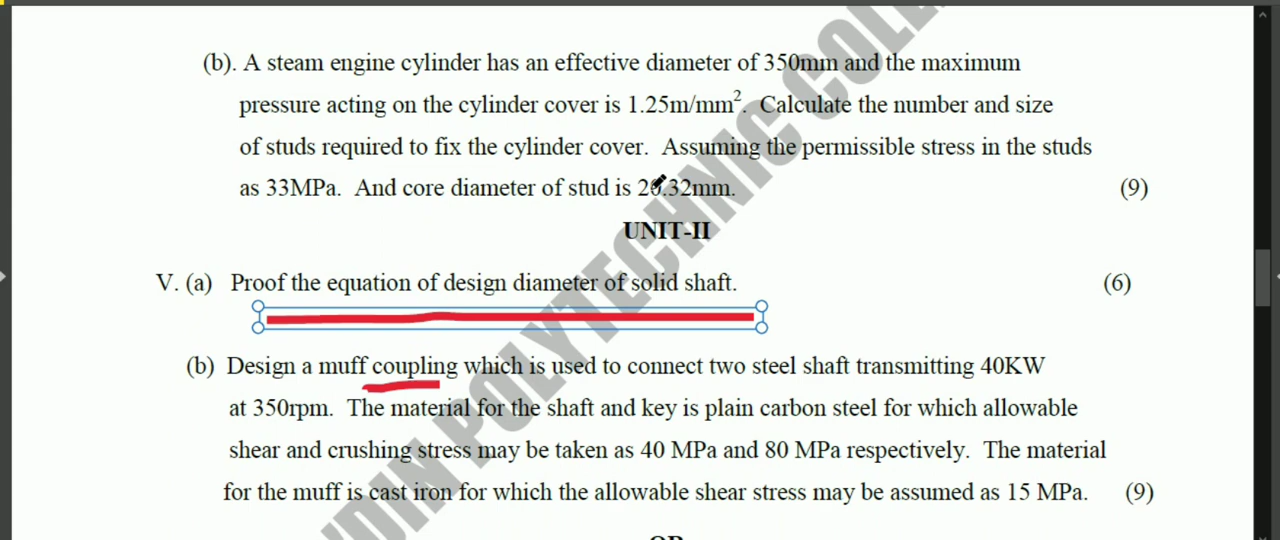 (b). A steam engine cylinder has an effective diameter of 350mm and the maximum
pressure acting on the cylinder cover is 1.25m/mm². Calculate the number and size
of studs required to fix the cylinder cover. Assuming the permissible stress in the studs
as 33MPa. And core diameter of stud is 20.32mm. (9)
UNIT-II
V. (a) Proof the equation of design diameter of solid shaft. (6)
(b) Design a muff coupling which is used to connect two steel shaft transmitting 40KW
at 350rpm. The material for the shaft and key is plain carbon steel for which allowable
shear and crushing stress may be taken as 40 MPa and 80 MPa respectively. The material
for the muff is cast iron for which the allowable shear stress may be assumed as 15 MPa. (9)
OR
DIN POLYTECHNIC COLL